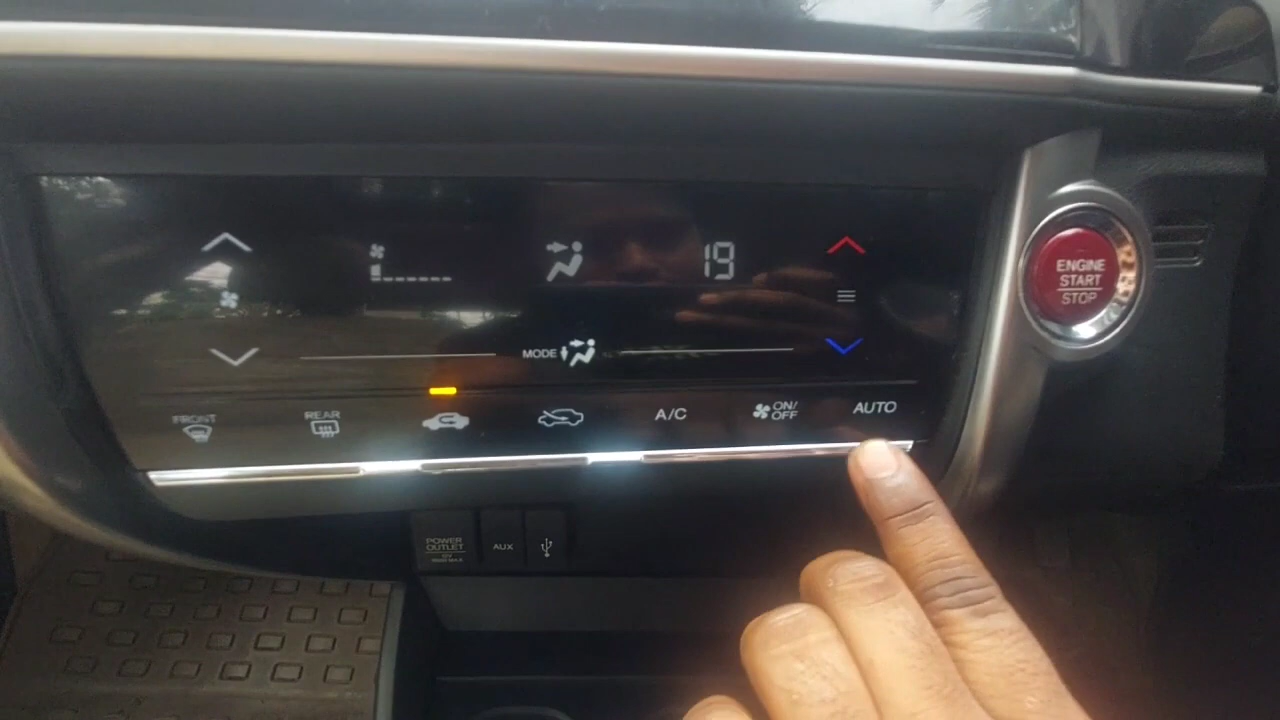 19
ENGINE
START
STOP
MODE
FRONT
REAR
A/C
ON/
OFF
AUTO
POWER
OUTLET
AUX